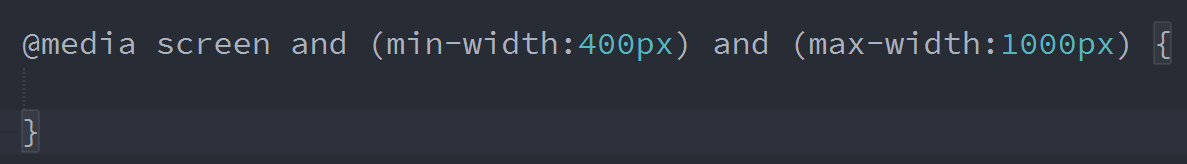 @media screen and (min-width:400px) and (max-width:1000px) {
}